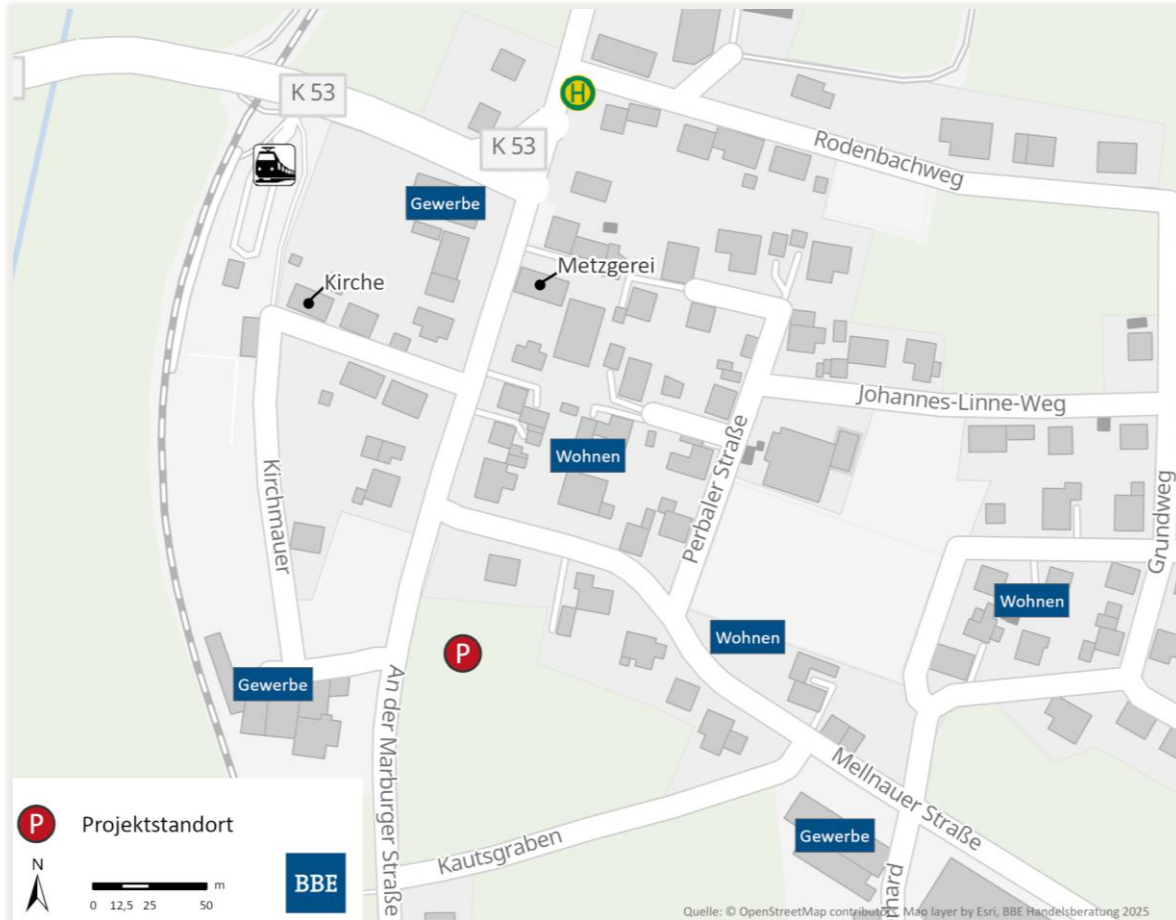 K 53
H
K 53
Rodenbachweg
Gewerbe
Metzgerei
Kirche
Johannes-Linne-Weg
Wohnen
Perbaler Straße
Kirchmauer
Grundweg
Wohnen
Wohnen
P
Gewerbe
An der Marburger Straße
Mellnauer Straße
P Projektstandort
Kautsgraben
Gewerbe
N
m
0 12,5 25 50
BBE
hard
Quelle: © OpenStreetMap contributors, Map layer by Esri, BBE Handelsberatung 2025